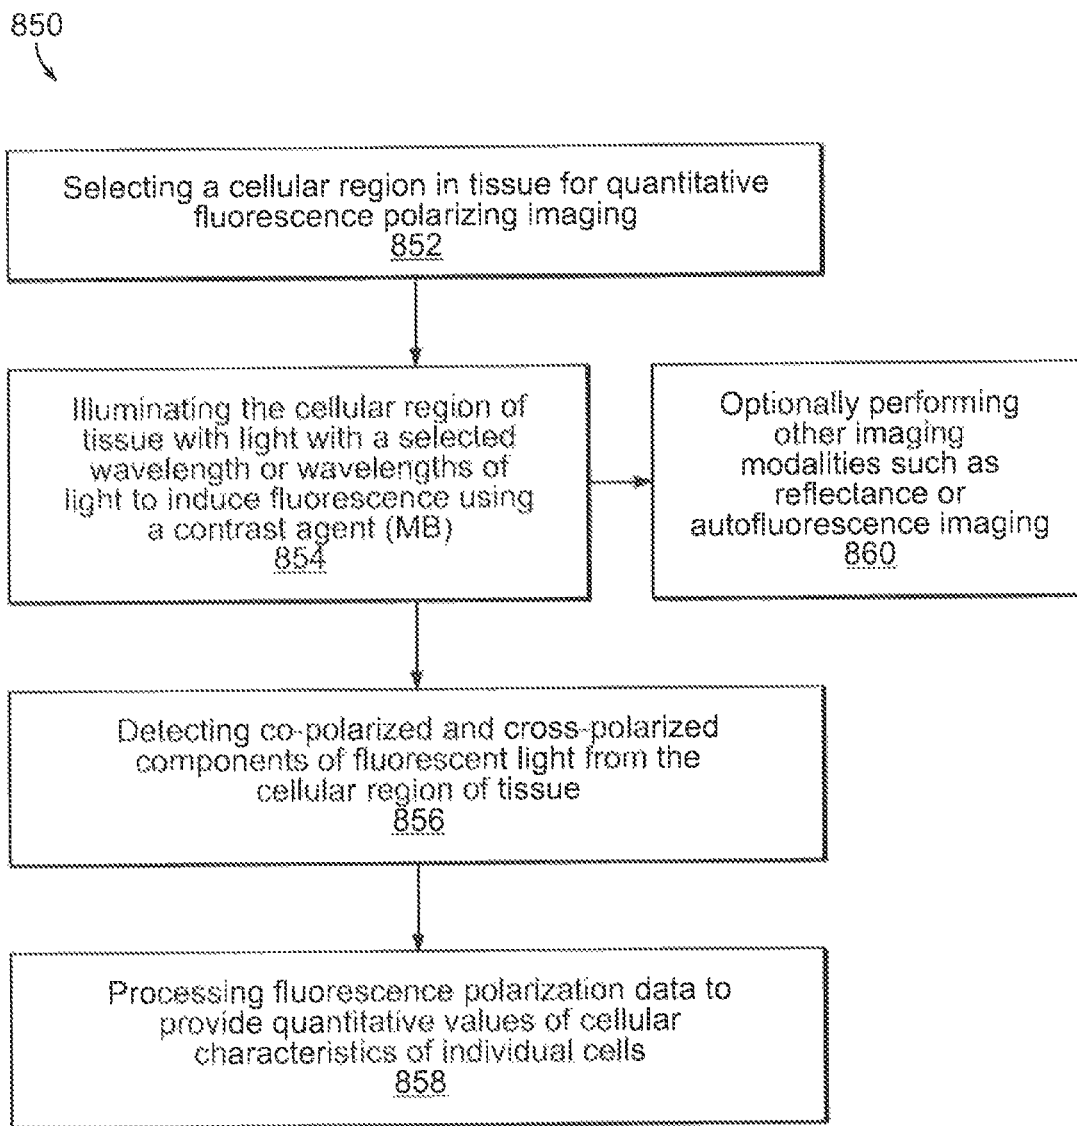 850
Selecting a cellular region in tissue for quantitative
fluorescence polarizing imaging
852
Illuminating the cellular region of
tissue with light with a selected
wavelength or wavelengths of
light to induce fluorescence using
a contrast agent (MB)
854
Optionally performing
other imaging
modalities such as
reflectance or
autofluorescence imaging
860
Detecting co-polarized and cross-polarized
components of fluorescent light from the
cellular region of tissue
856
Processing fluorescence polarization data to
provide quantitative values of cellular
characteristics of individual cells
858